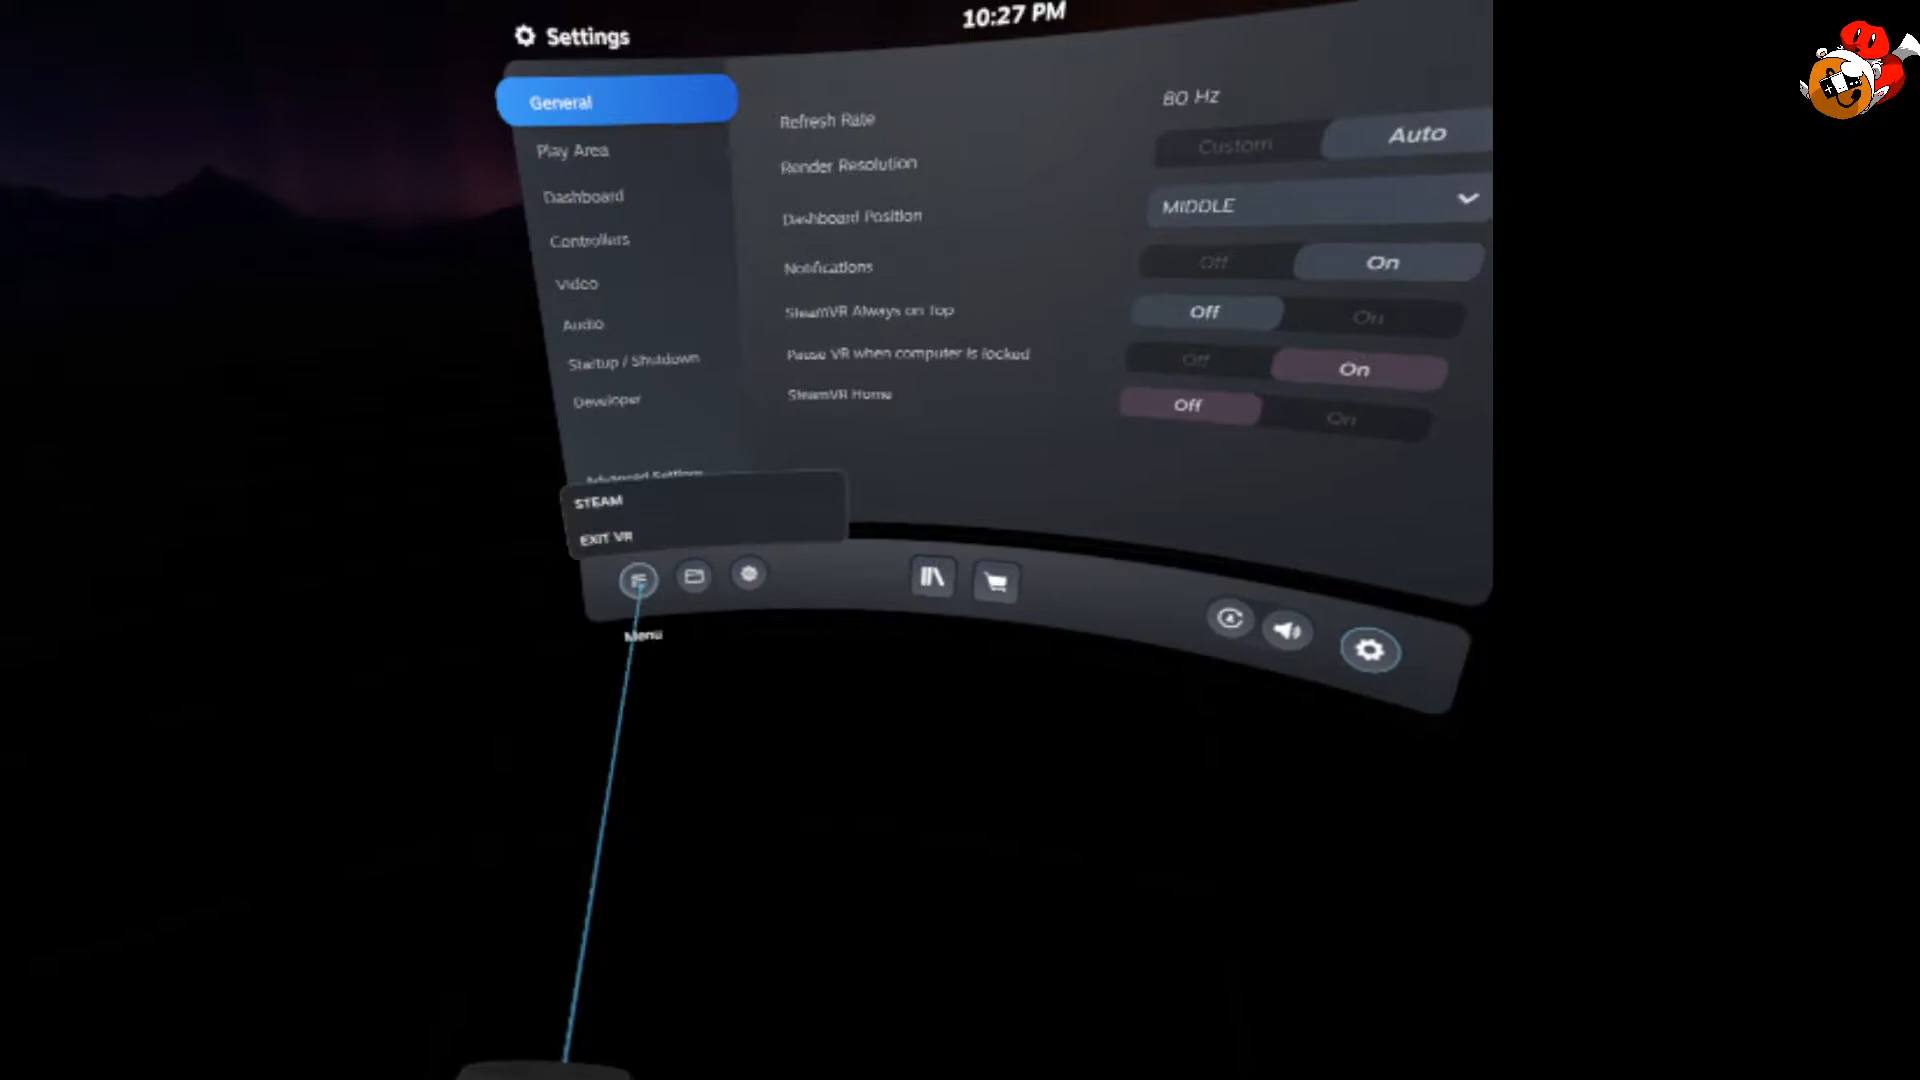 10:27 PM
Settings
General
Play Area
Dashboard
Controllers
Video
Audio
Startup / Shutdown
Developer
Advanced Settings
Refresh Rate
80 Hz
Render Resolution
Custom
Auto
Dashboard Position
MIDDLE
Notifications
Off
On
SteamVR Always on Top
Off
On
Pause VR when computer is locked
Off
On
SteamVR Home
Off
On
STEAM
EXIT VR
Menu